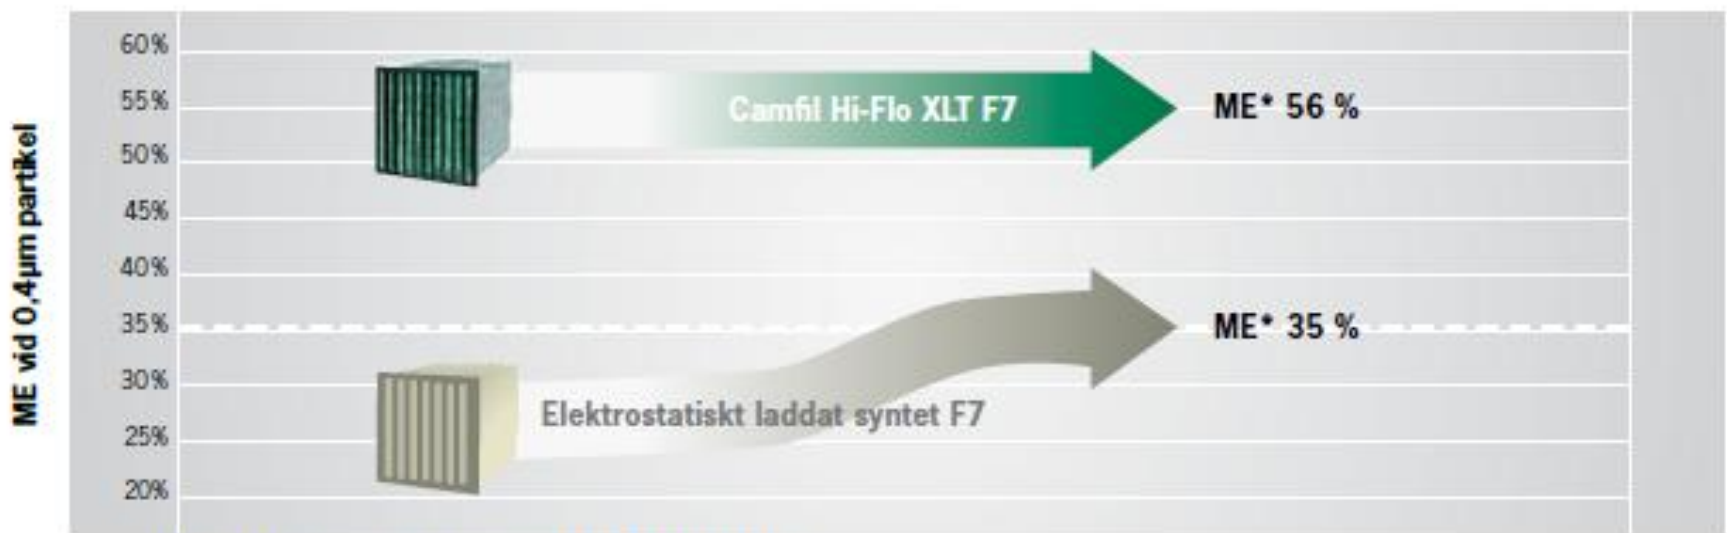 ME vid 0,4µm partikel
60%
55%
50%
45%
40%
35%
30%
25%
20%
Camfil Hi-Flo XLT F7
ME* 56 %
ME* 35 %
Elektrostatiskt laddat syntet F7